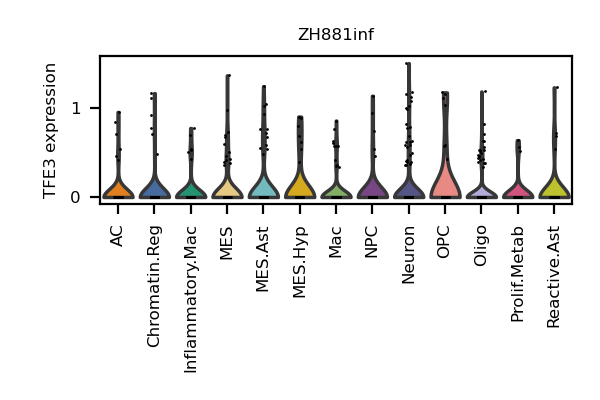 ZH881inf
TFE3 expression
1
0
AC
Chromatin.Reg
Inflammatory.Mac
MES
MES.Ast
MES.Hyp
Mac
NPC
Neuron
OPC
Oligo
Prolif.Metab
Reactive.Ast